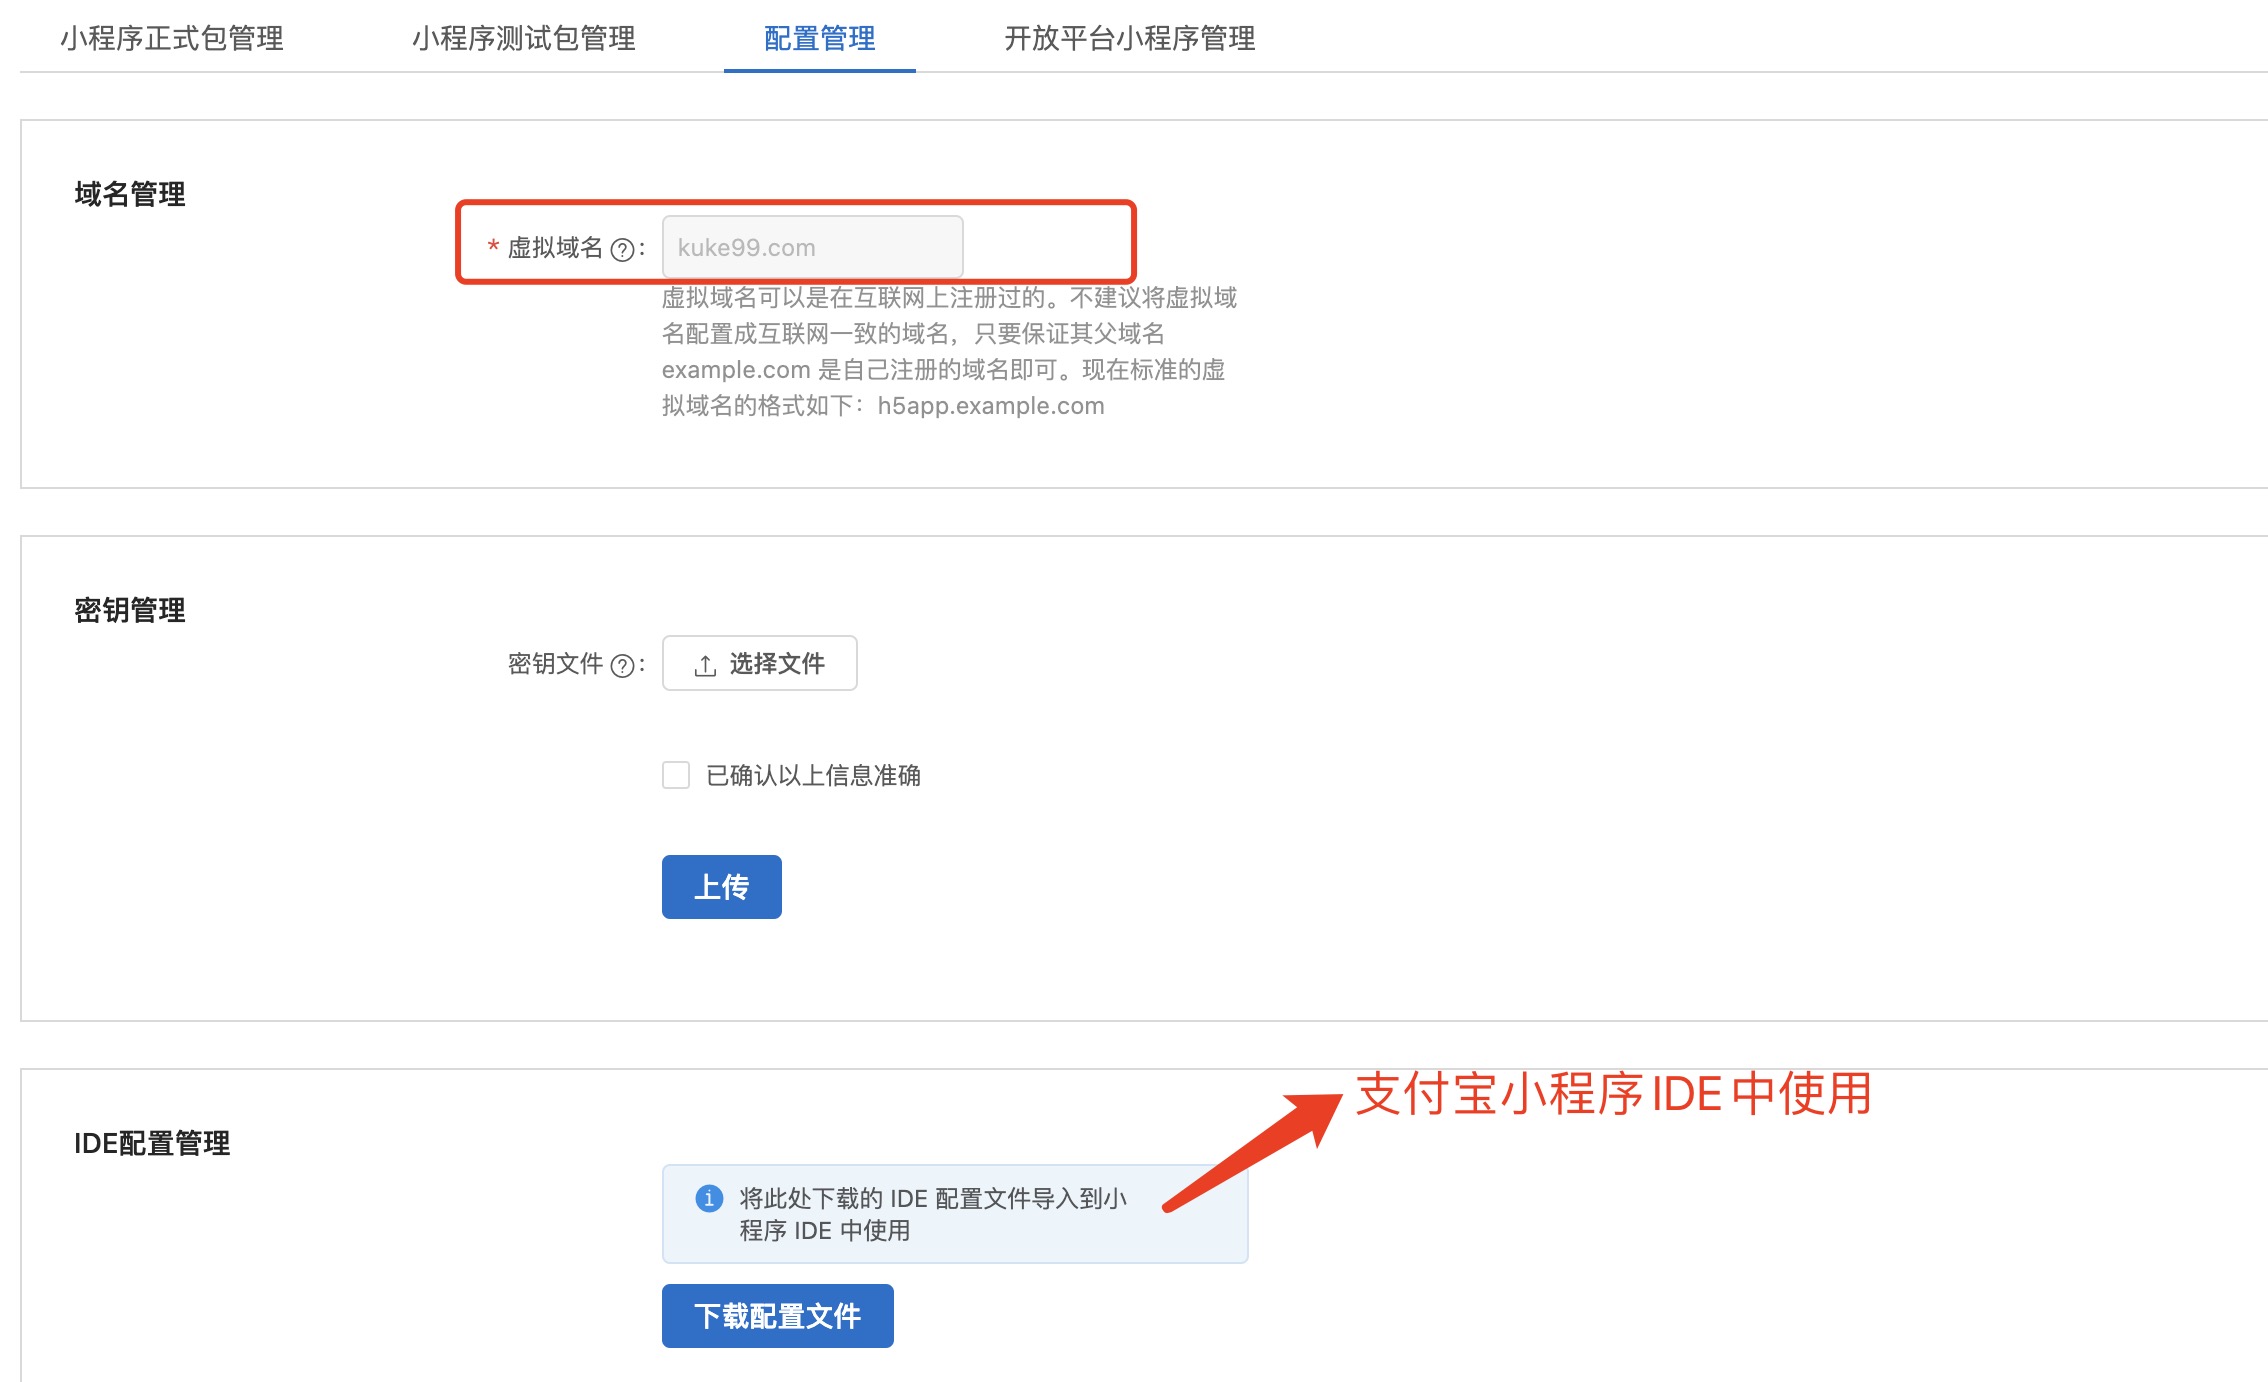 小程序正式包管理 小程序测试包管理 配置管理 开放平台小程序管理
域名管理
* 虚拟域名 ? : kuke99.com
虚拟域名可以是在互联网上注册过的。不建议将虚拟域
名配置成互联网一致的域名，只要保证其父域名
example.com 是自己注册的域名即可。现在标准的虚
拟域名的格式如下：h5app.example.com
密钥管理
密钥文件 ? : 选择文件
已确认以上信息准确
上传
支付宝小程序IDE中使用
IDE配置管理
将此处下载的 IDE 配置文件导入到小
程序 IDE 中使用
下载配置文件